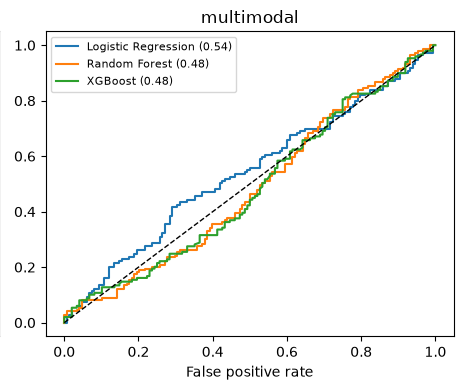 multimodal
Logistic Regression (0.54)
Random Forest (0.48)
XGBoost (0.48)
1.0
0.8
0.6
0.4
0.2
0.0
0.0 0.2 0.4 0.6 0.8 1.0
False positive rate